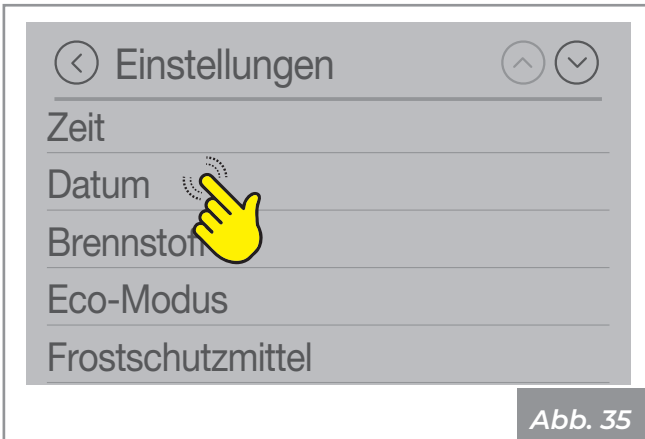 Einstellungen
Zeit
Datum
Brennstoff
Eco-Modus
Frostschutzmittel
Abb. 35